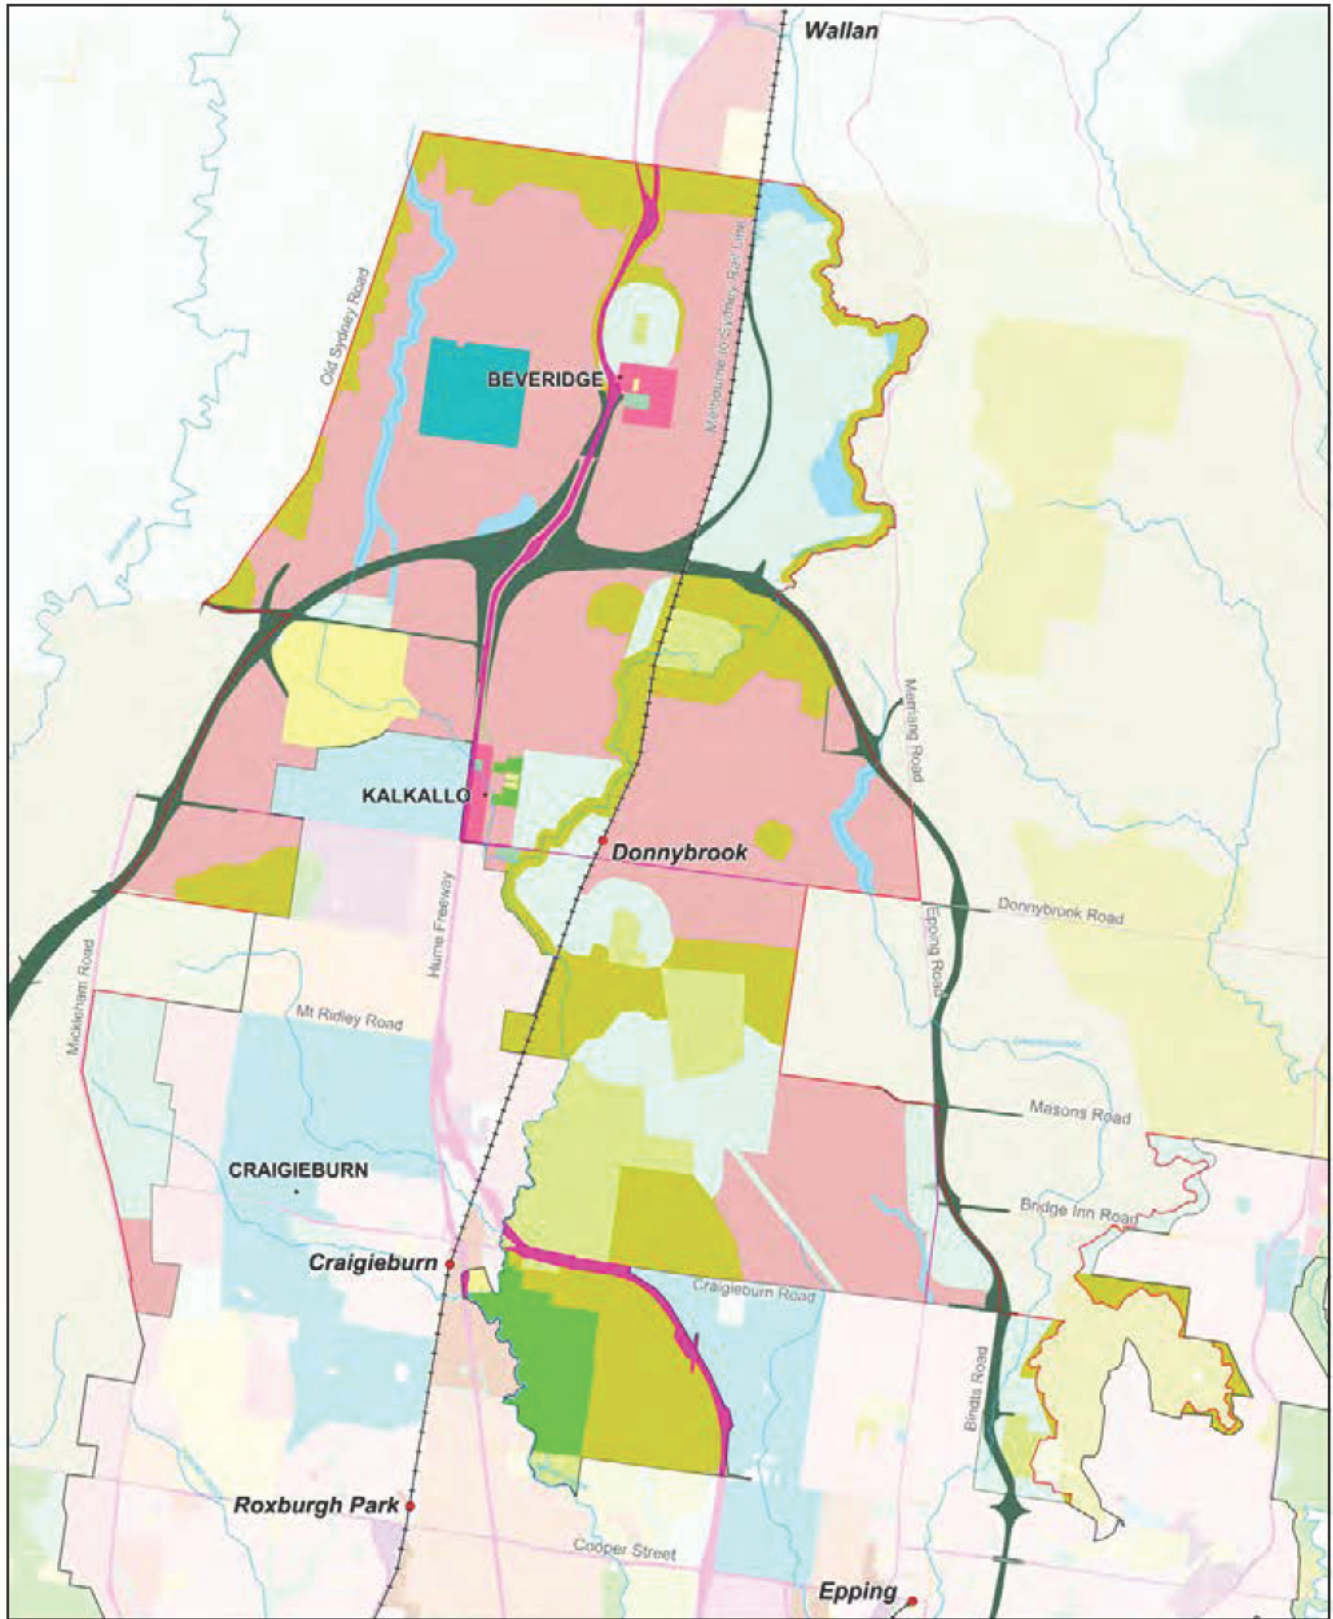 Wallan
Old Sydney Road
Melbourne to Sydney Rail Line
BEVERIDGE
Merriang Road
KALKALLO
Donnybrook
Donnybrook Road
Hume Freeway
Epping Road
Mickleham Road
Mt Ridley Road
Masons Road
CRAIGIEBURN
Bridge Inn Road
Craigieburn
Craigieburn Road
Bindts Road
Roxburgh Park
Cooper Street
Epping